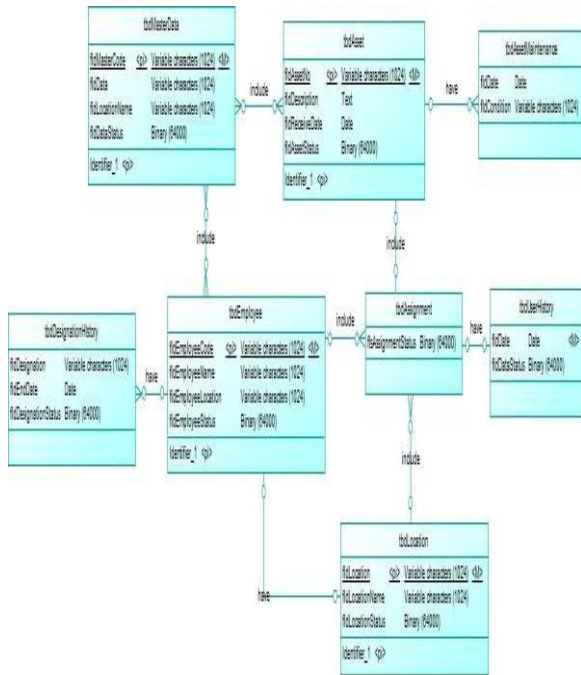 tbdMasterData
fldMasterCode <pi> Variable characters (1024) <M>
fldData Variable characters (1024)
fldLocationName Variable characters (1024)
fldDataStatus Binary (64000)
Identifier_1 <pi>
include
tbdAsset
fldAssetNo <pi> Variable characters (1024) <M>
fldDescription Text
fldReceiveDate Date
fldAssetStatus Binary (64000)
Identifier_1 <pi>
have
tbdAssetMaintenance
fldDate Date
fldCondition Variable characters (1024)
include
include
tbdDesignationHistory
fldDesignation Variable characters (1024)
fldEndDate Date
fldDesignationStatus Binary (64000)
have
tbdEmployee
fldEmployeeCode <pi> Variable characters (1024) <M>
fldEmployeeName Variable characters (1024)
fldEmployeeLocation Variable characters (1024)
fldEmployeeStatus Binary (64000)
Identifier_1 <pi>
include
tbdAssignment
flsAssignmentStatus Binary (64000)
have
tbdUserHistory
fldDate Date <M>
fldDataStatus Binary (64000)
include
have
tbdLocation
fldLocation <pi> Variable characters (1024) <M>
fldLocationName Variable characters (1024)
fldLocationStatus Binary (64000)
Identifier_1 <pi>